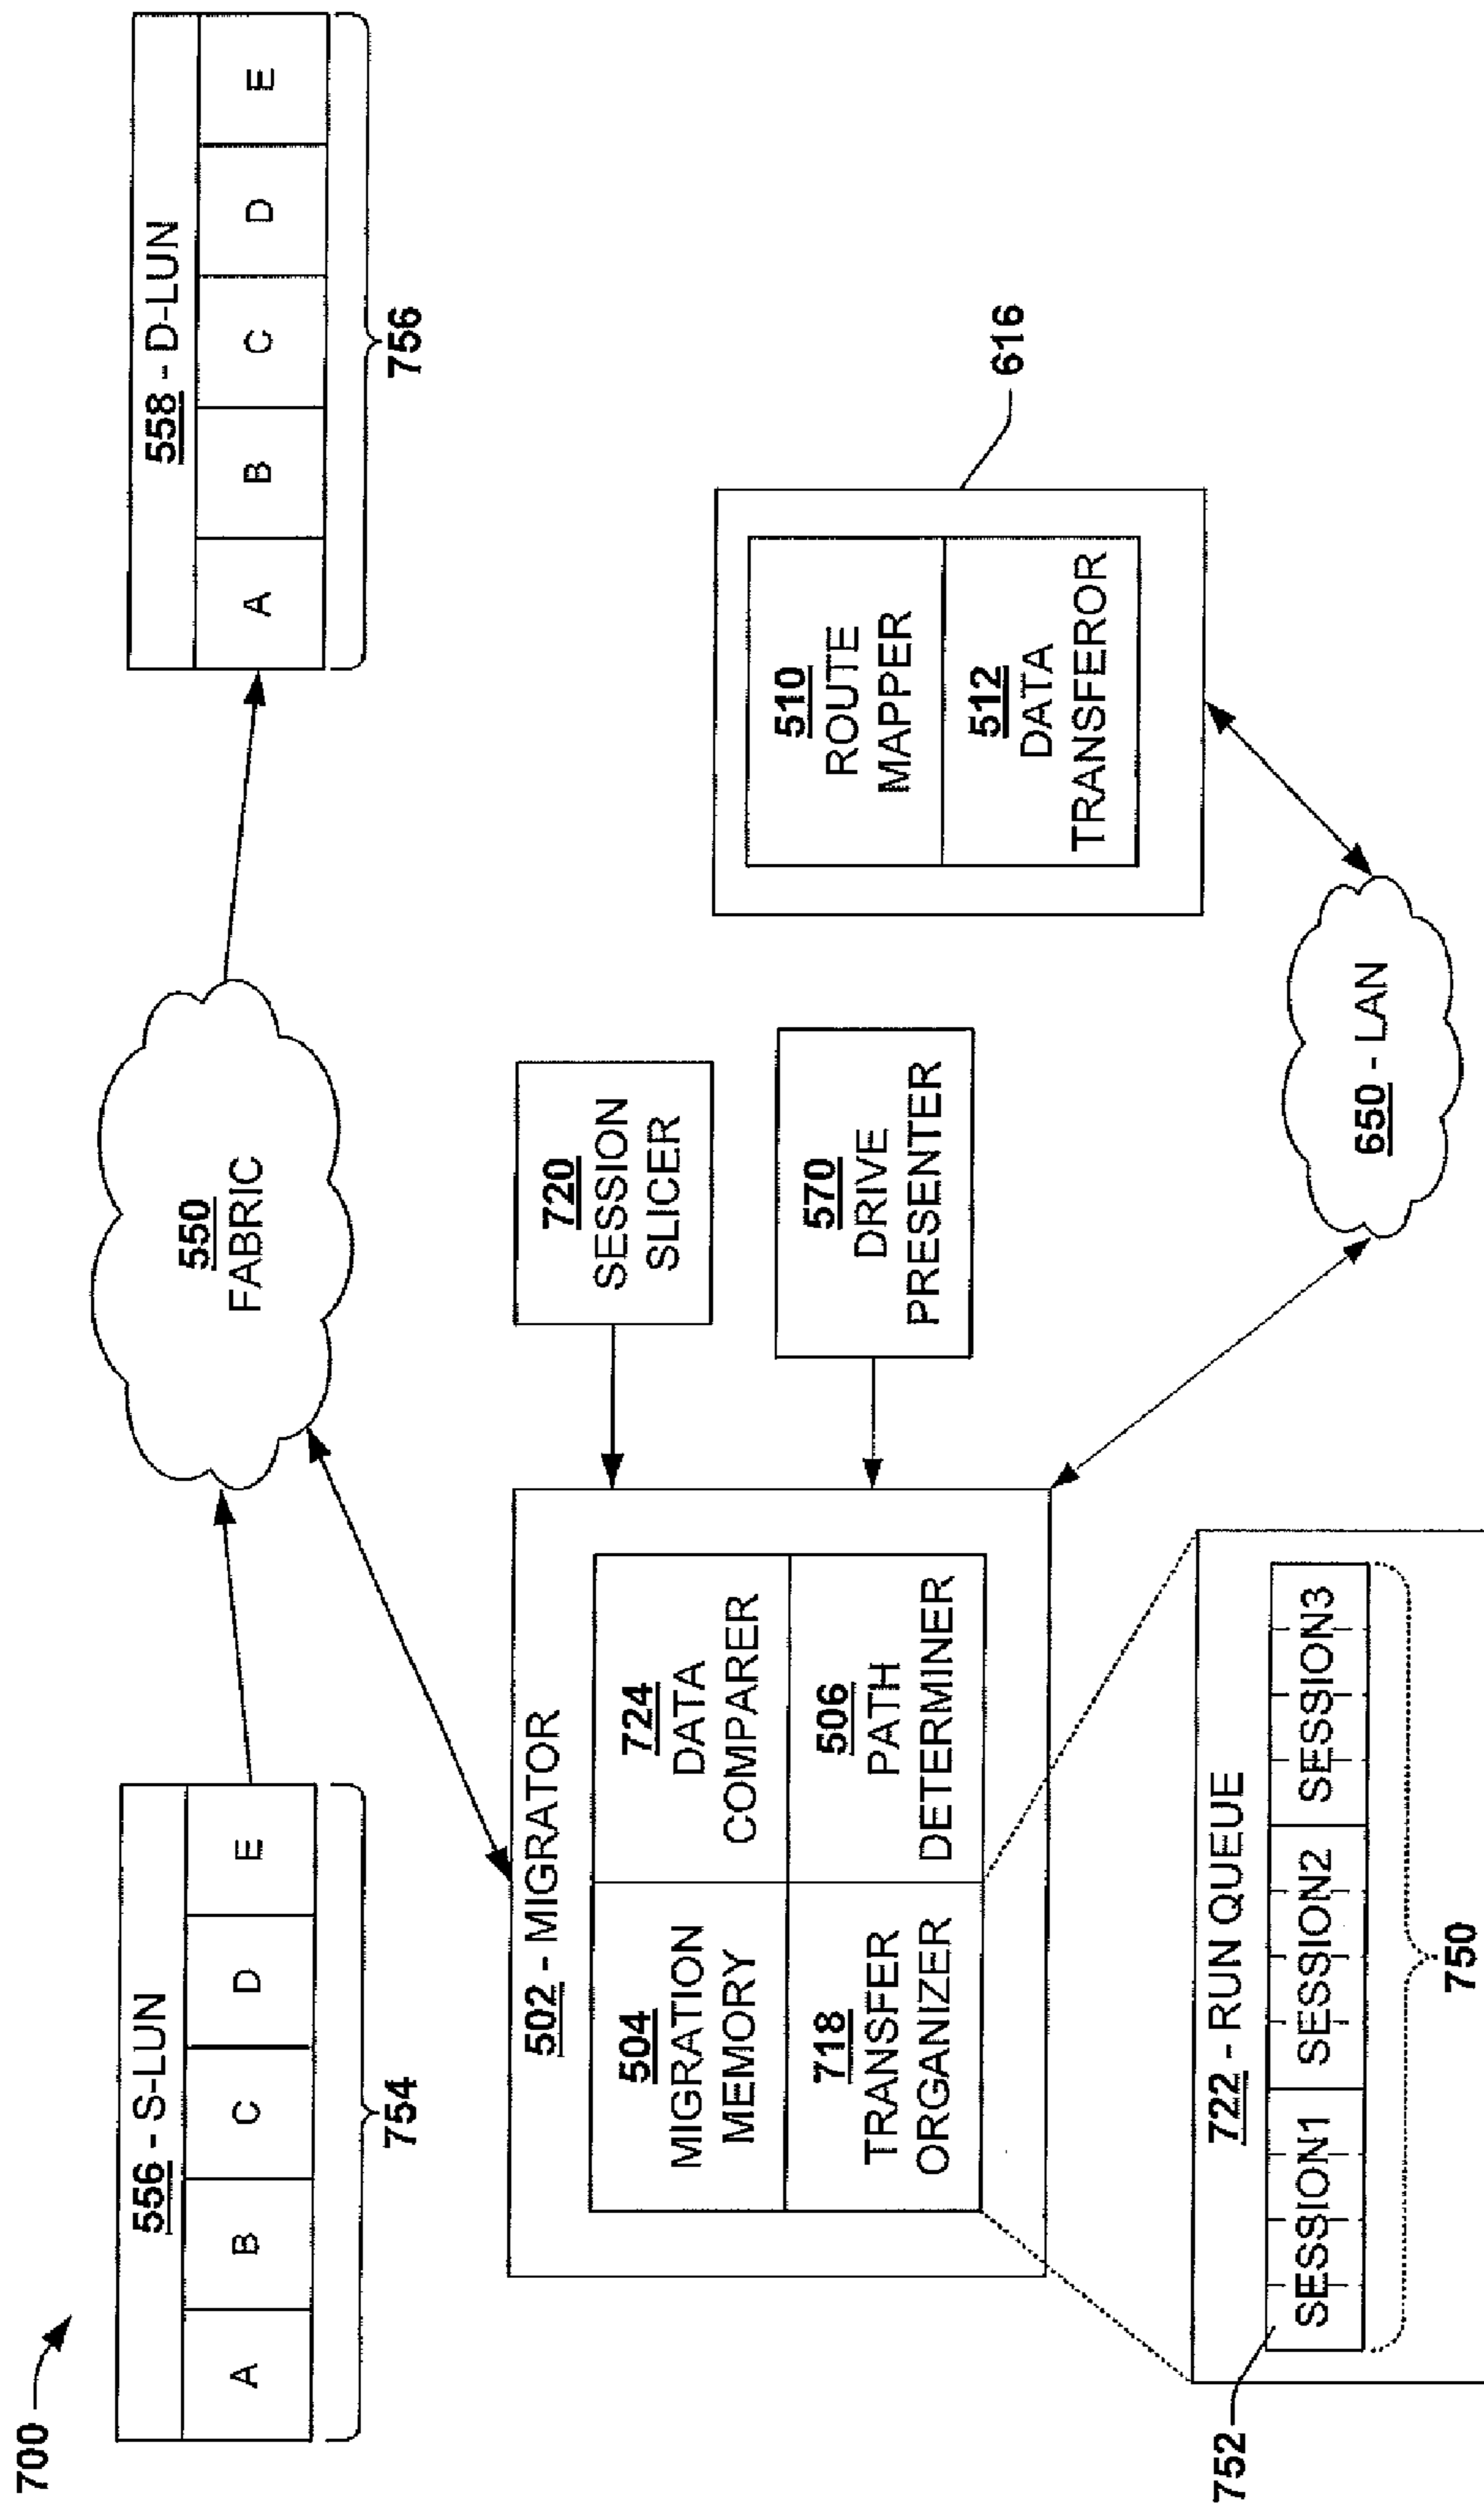 700
556 - S-LUN
A B C D E
754
550
FABRIC
558 - D-LUN
A B C D E
756
502 - MIGRATOR
504
MIGRATION
MEMORY
724
DATA
COMPARER
718
TRANSFER
ORGANIZER
506
PATH
DETERMINER
720
SESSION
SLICER
570
DRIVE
PRESENTER
510
ROUTE
MAPPER
512
DATA
TRANSFEROR
616
722 - RUN QUEUE
SESSION1 SESSION2 SESSION3
752
750
650 - LAN